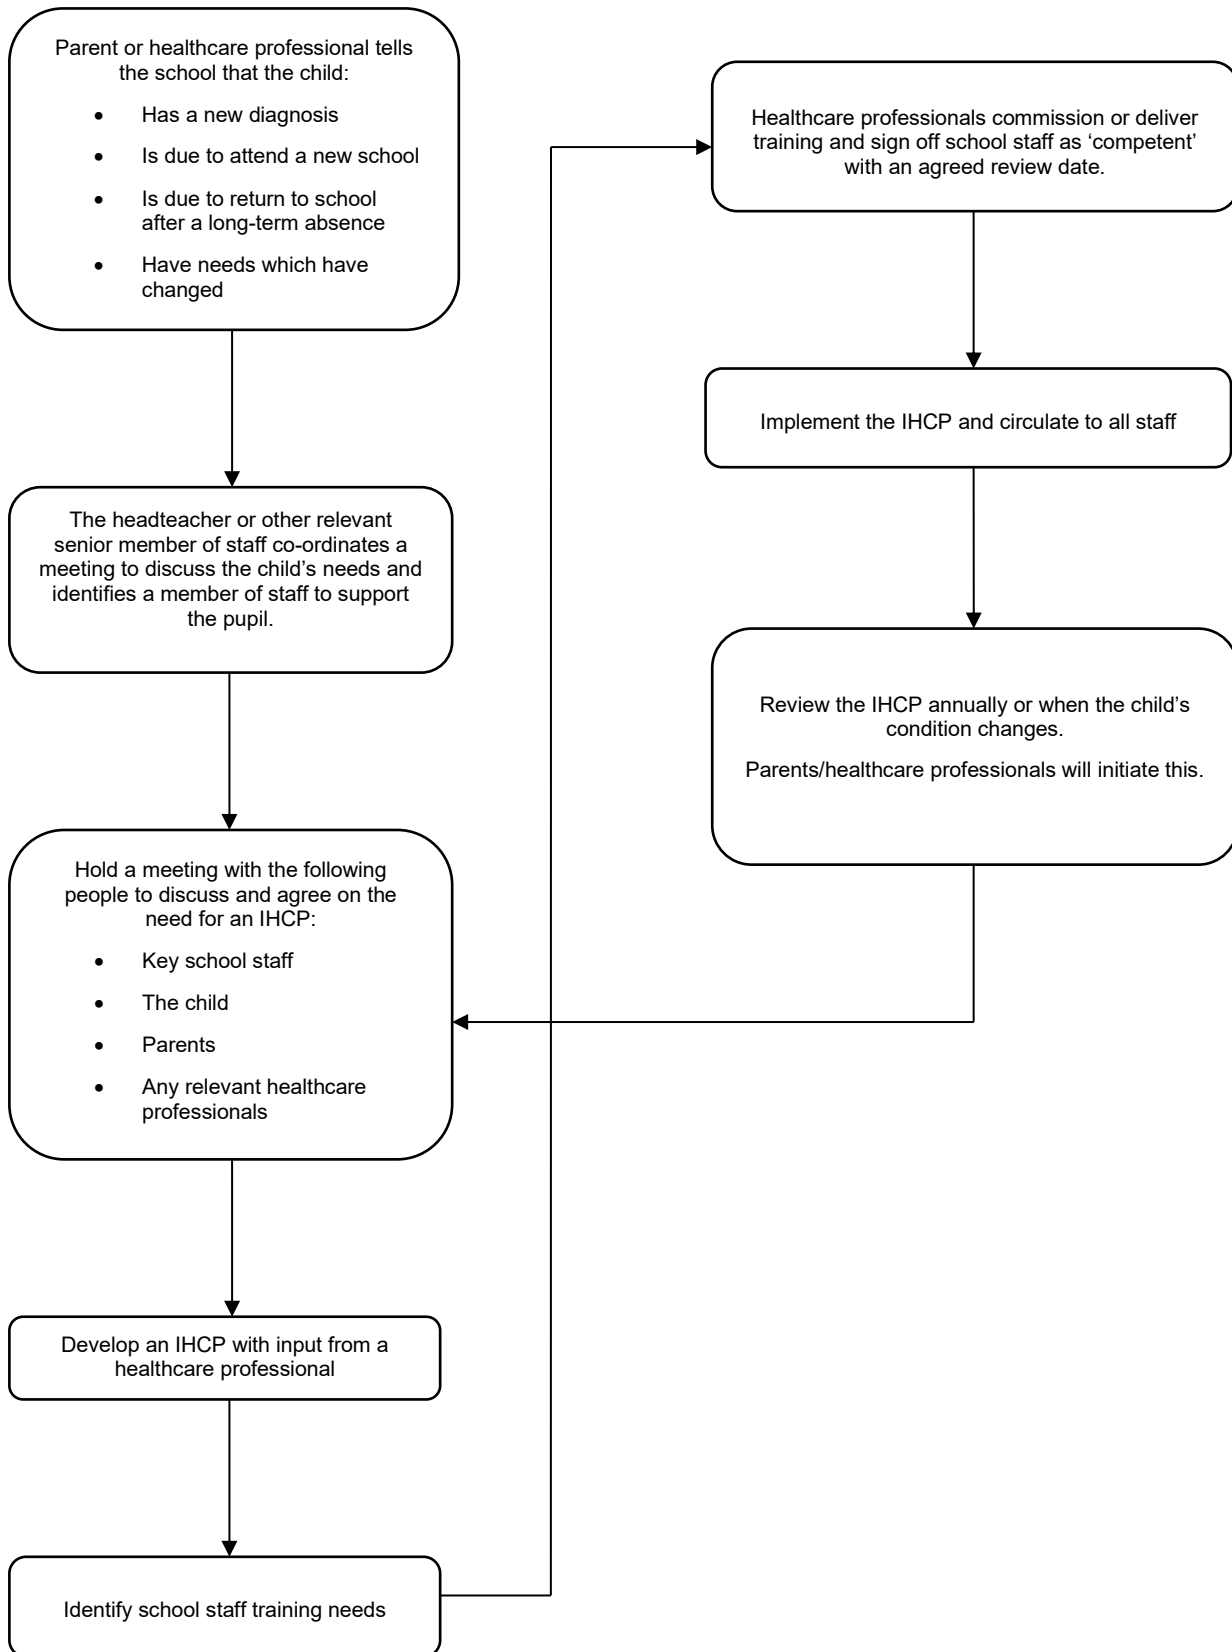 Parent or healthcare professional tells
the school that the child:
• Has a new diagnosis
• Is due to attend a new school
• Is due to return to school
after a long-term absence
• Have needs which have
changed
The headteacher or other relevant
senior member of staff co-ordinates a
meeting to discuss the child’s needs and
identifies a member of staff to support
the pupil.
Hold a meeting with the following
people to discuss and agree on the
need for an IHCP:
• Key school staff
• The child
• Parents
• Any relevant healthcare
professionals
Develop an IHCP with input from a
healthcare professional
Identify school staff training needs
Healthcare professionals commission or deliver
training and sign off school staff as ‘competent’
with an agreed review date.
Implement the IHCP and circulate to all staff
Review the IHCP annually or when the child’s
condition changes.
Parents/healthcare professionals will initiate this.